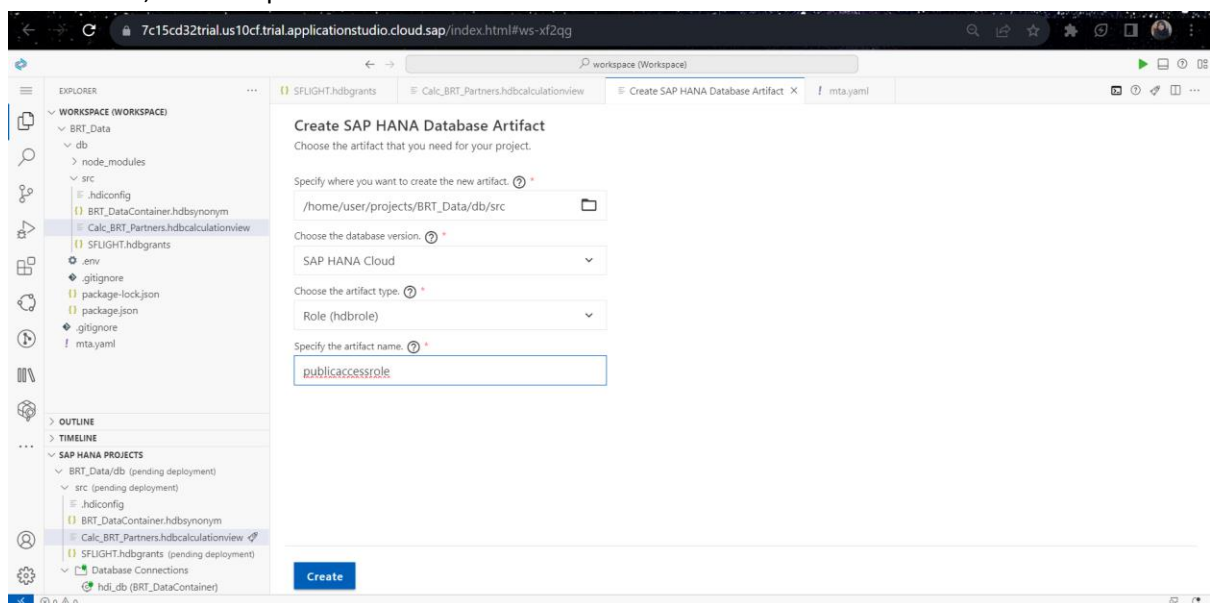 7c15cd32trial.us10cf.trial.applicationstudio.cloud.sap/index.html#ws-xf2qg
workspace (Workspace)
EXPLORER
SFLIGHT.hdbgrants
Calc_BRT_Partners.hdbcalculationview
Create SAP HANA Database Artifact
mta.yaml
WORKSPACE (WORKSPACE)
BRT_Data
db
node_modules
src
.hdiconfig
BRT_DataContainer.hdbsynonym
Calc_BRT_Partners.hdbcalculationview
SFLIGHT.hdbgrants
.env
.gitignore
package-lock.json
package.json
.gitignore
mta.yaml
OUTLINE
TIMELINE
SAP HANA PROJECTS
BRT_Data/db (pending deployment)
src (pending deployment)
.hdiconfig
BRT_DataContainer.hdbsynonym
Calc_BRT_Partners.hdbcalculationview
SFLIGHT.hdbgrants (pending deployment)
Database Connections
hdi_db (BRT_DataContainer)
Create SAP HANA Database Artifact
Choose the artifact that you need for your project.
Specify where you want to create the new artifact. *
/home/user/projects/BRT_Data/db/src
Choose the database version. *
SAP HANA Cloud
Choose the artifact type. *
Role (hdbrole)
Specify the artifact name. *
publicaccessrole
Create